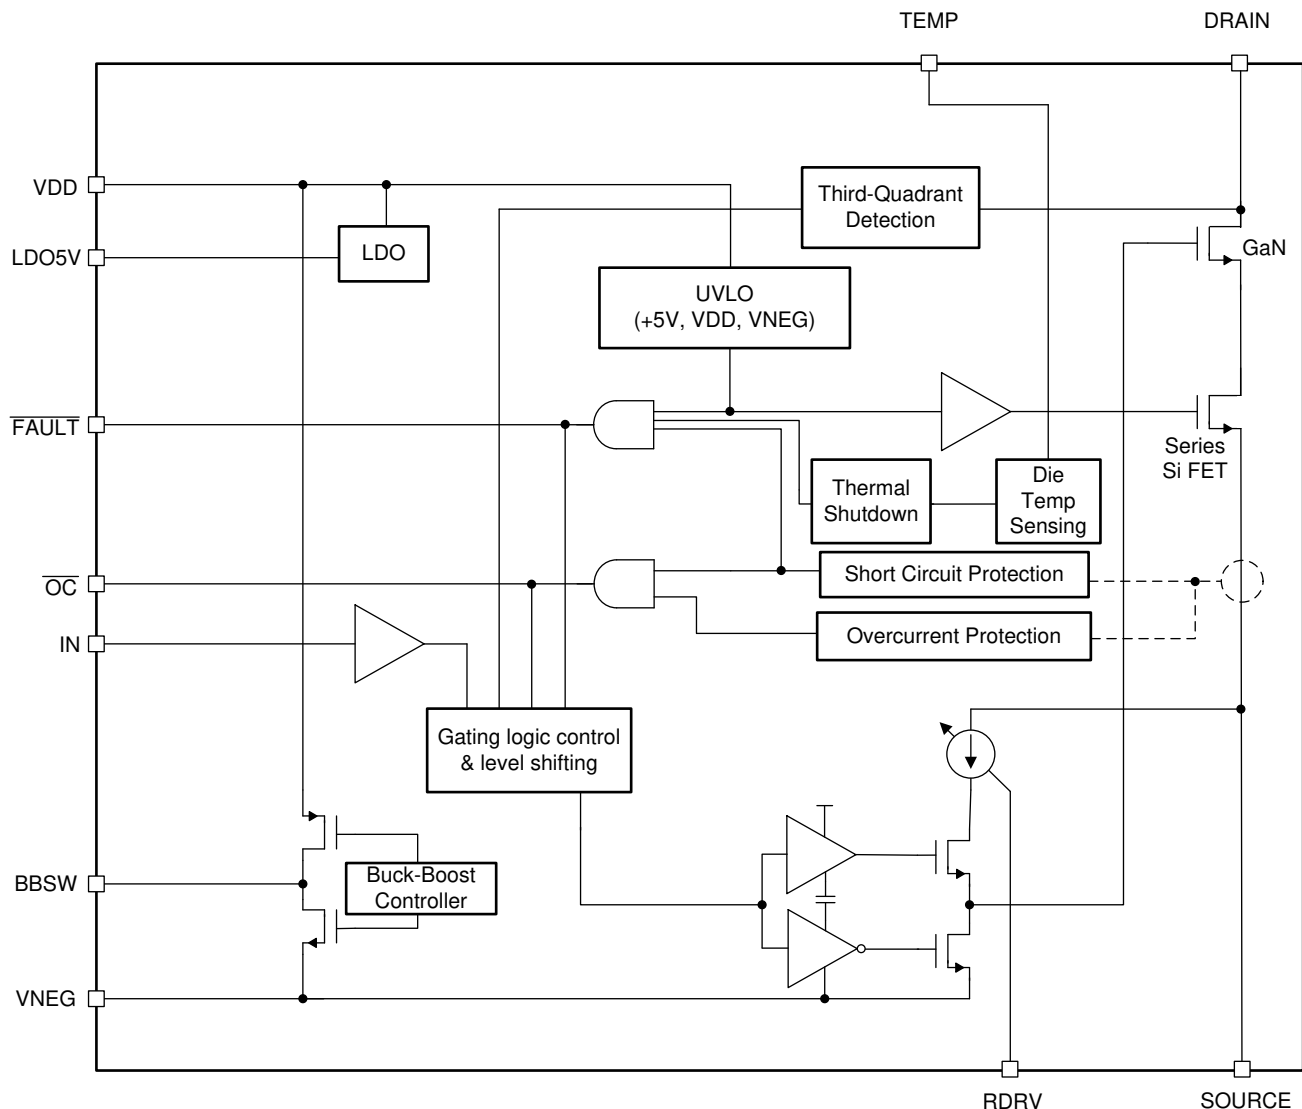 TEMP
DRAIN
VDD
Third-Quadrant
Detection
LDO
LDO5V
GaN
UVLO
(+5V, VDD, VNEG)
FAULT
Series
Si FET
Thermal
Shutdown
Die
Temp
Sensing
OC
Short Circuit Protection
Overcurrent Protection
IN
Gating logic control
& level shifting
BBSW
Buck-Boost
Controller
VNEG
RDRV
SOURCE